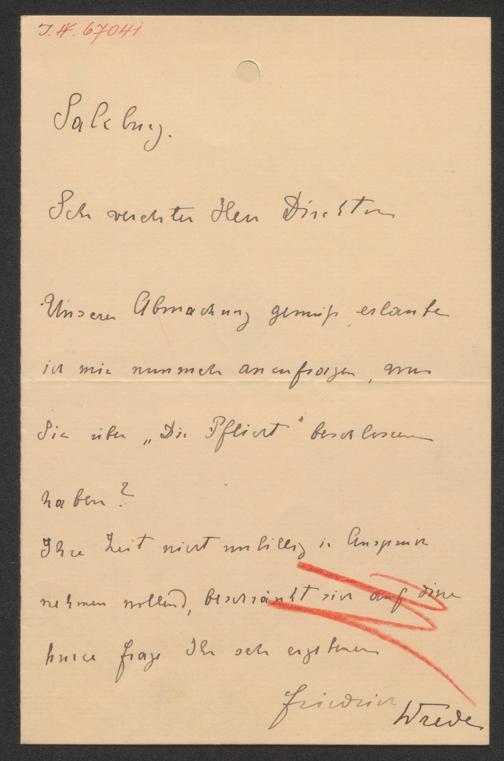 I.N. 67041
Salzburg.
Sehr verehrter Herr Direktor
Unserer Abmachung gemäß, erlaube
ich mir nunmehr anzufragen, was
Sie über „Die Pflicht“ beschlossen
haben?
Ihre Zeit nicht unbillig in Anspruch
nehmen wollend, beschränkt sich auf diese
kurze Frage Ihr sehr ergebener
Friedrich Wrede